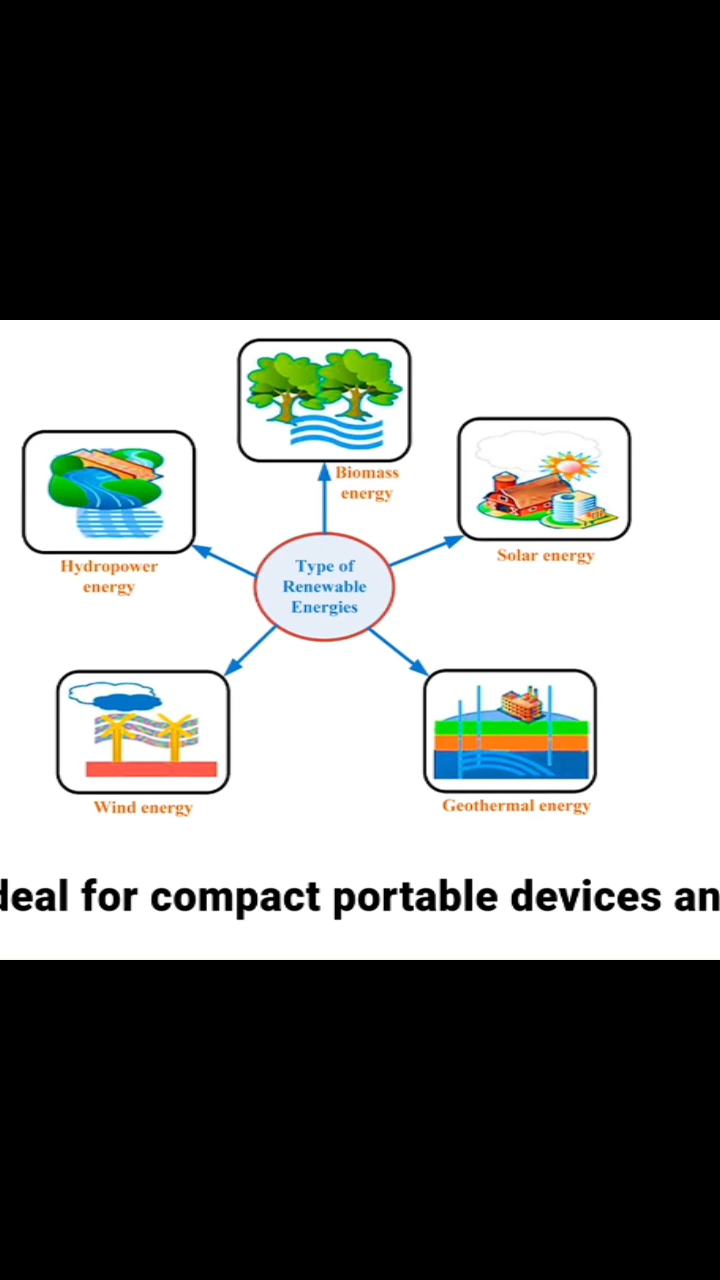 Biomass
energy
Solar energy
Hydropower
energy
Type of
Renewable
Energies
Wind energy
Geothermal energy
deal for compact portable devices an